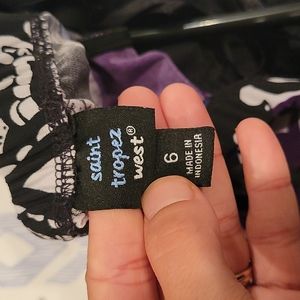 saint
tropez
west®
6
MADE IN
INDONESIA